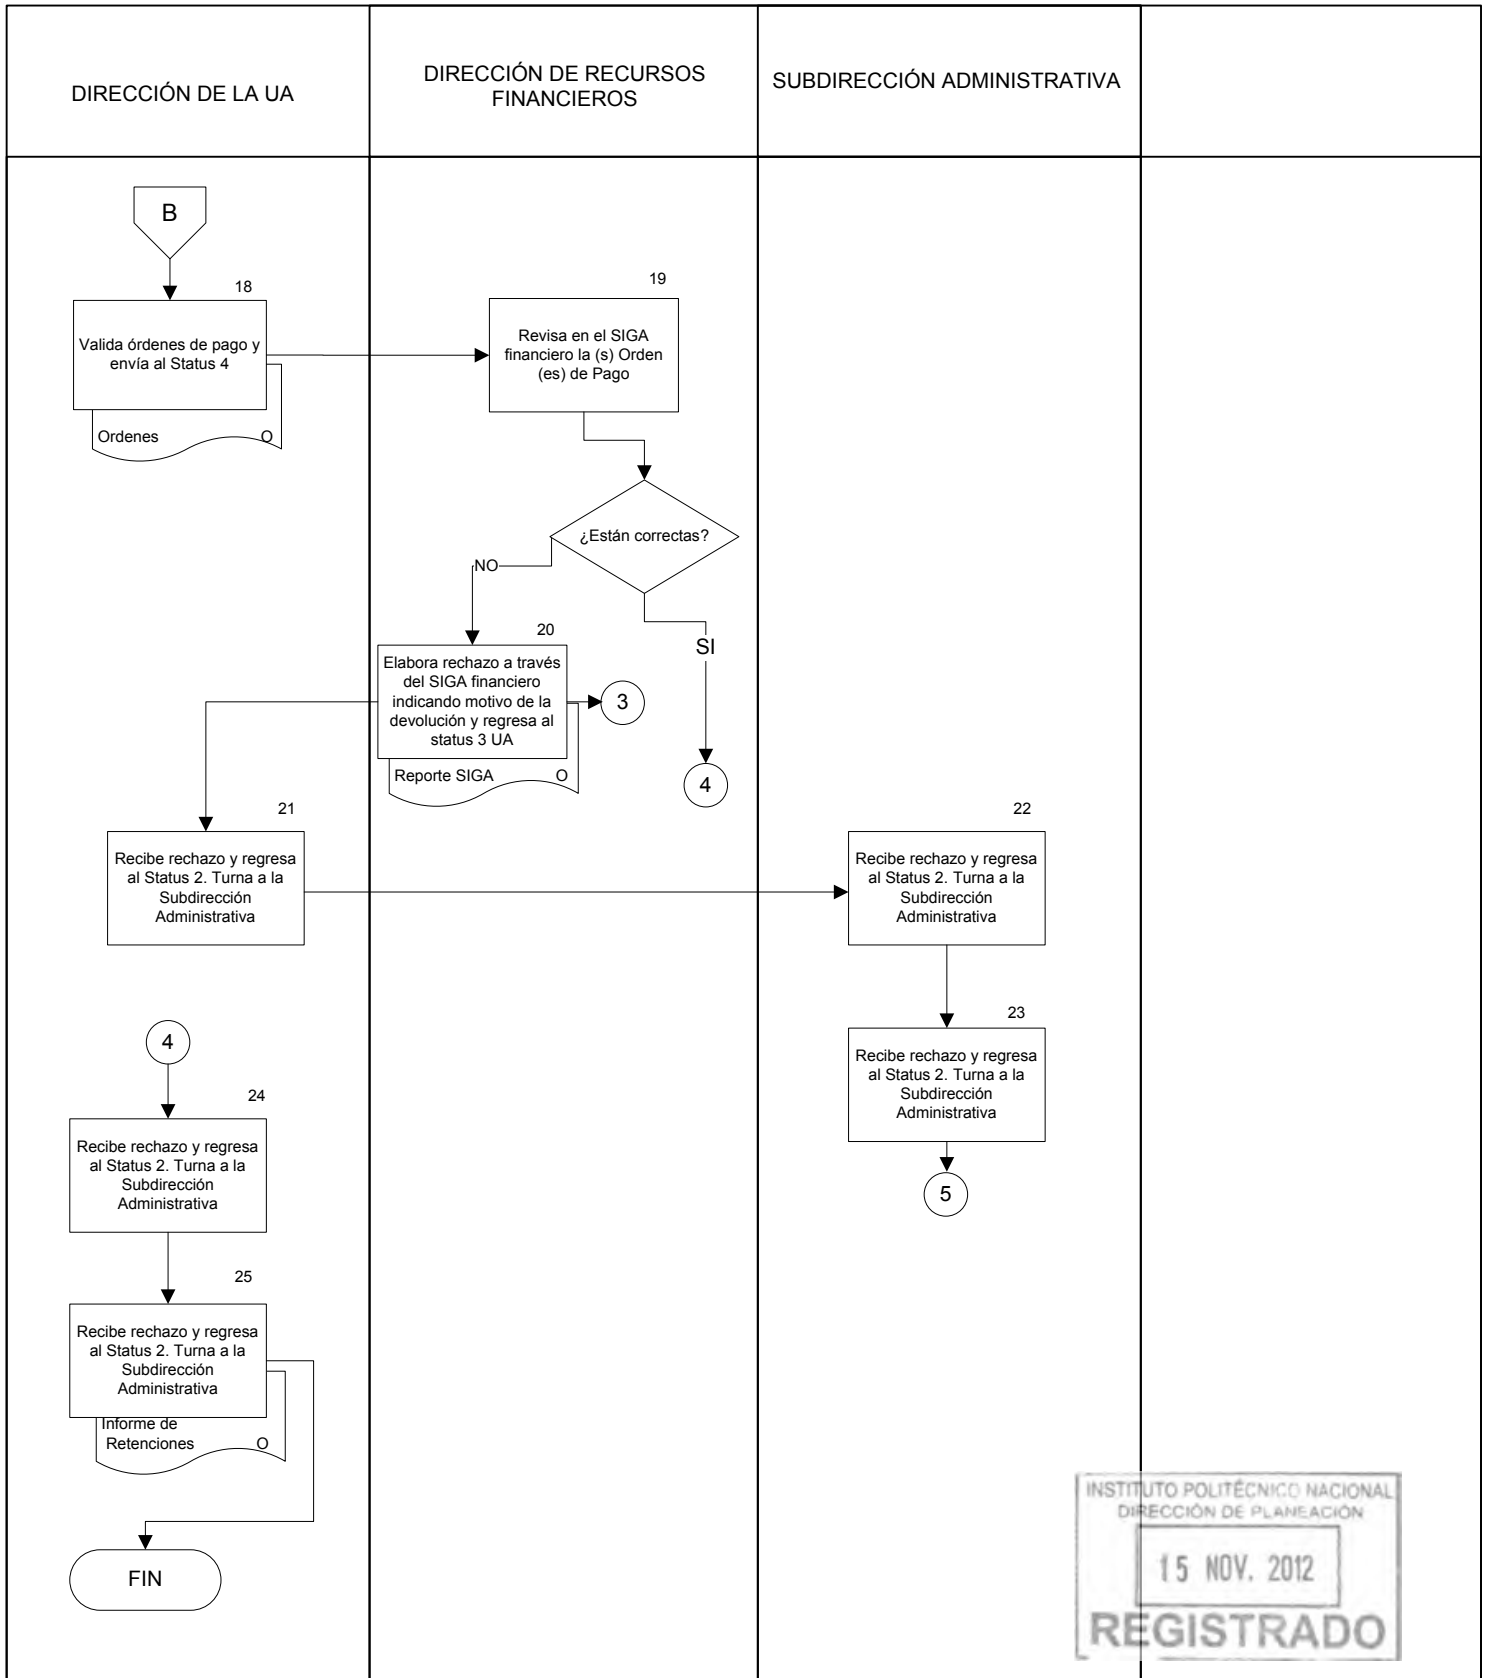 DIRECCIÓN DE LA UA
DIRECCIÓN DE RECURSOS
FINANCIEROS
SUBDIRECCIÓN ADMINISTRATIVA
B
18
Valida órdenes de pago y
envía al Status 4
Ordenes O
19
Revisa en el SIGA
financiero la (s) Orden
(es) de Pago
¿Están correctas?
NO
SI
20
Elabora rechazo a través
del SIGA financiero
indicando motivo de la
devolución y regresa al
status 3 UA
Reporte SIGA O
3
4
21
Recibe rechazo y regresa
al Status 2. Turna a la
Subdirección
Administrativa
22
Recibe rechazo y regresa
al Status 2. Turna a la
Subdirección
Administrativa
23
Recibe rechazo y regresa
al Status 2. Turna a la
Subdirección
Administrativa
5
4
24
Recibe rechazo y regresa
al Status 2. Turna a la
Subdirección
Administrativa
25
Recibe rechazo y regresa
al Status 2. Turna a la
Subdirección
Administrativa
Informe de
Retenciones O
FIN
INSTITUTO POLITÉCNICO NACIONAL
DIRECCIÓN DE PLANEACIÓN
15 NOV. 2012
REGISTRADO